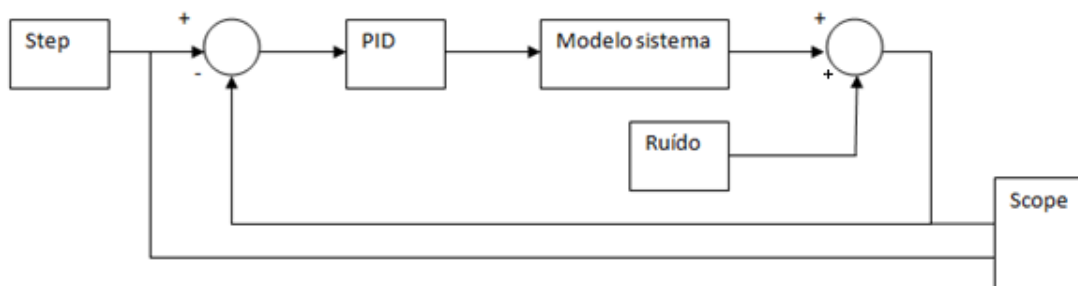 +
+
Step
PID
Modelo sistema
-
+
Ruído
Scope